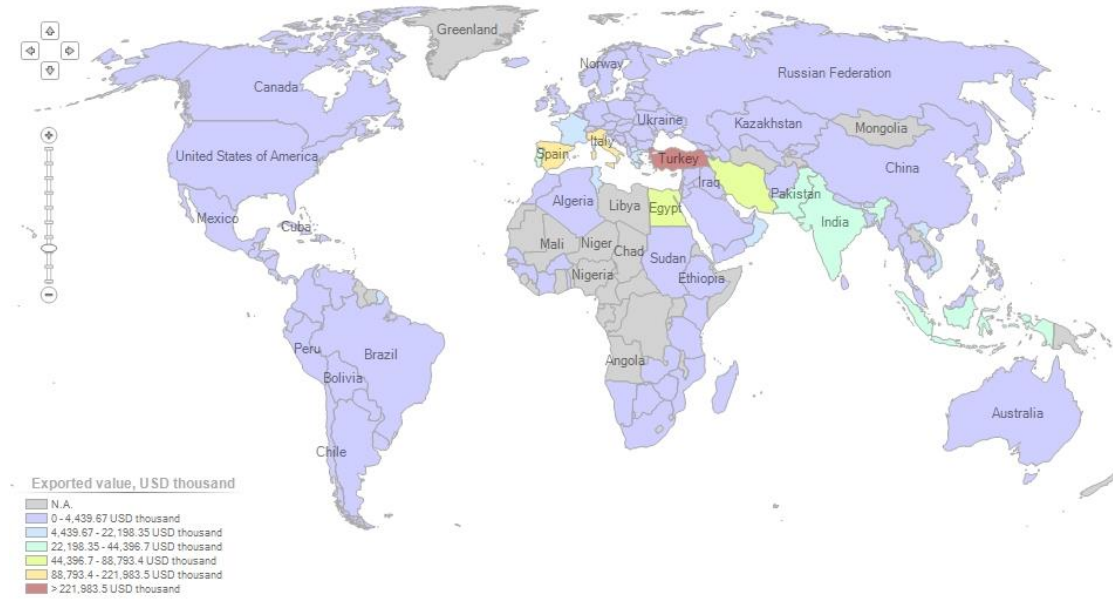 Greenland
Norway
Russian Federation
Canada
Ukraine
Kazakhstan
Mongolia
Italy
Spain
Turkey
United States of America
China
Iraq
Pakistan
Algeria
Libya
Egypt
Mexico
India
Cuba
Mali
Niger
Chad
Sudan
Nigeria
Ethiopia
Peru
Brazil
Angola
Bolivia
Australia
Chile
Exported value, USD thousand
N.A.
0 - 4,439.67 USD thousand
4,439.67 - 22,198.35 USD thousand
22,198.35 - 44,396.7 USD thousand
44,396.7 - 88,793.4 USD thousand
88,793.4 - 221,983.5 USD thousand
> 221,983.5 USD thousand